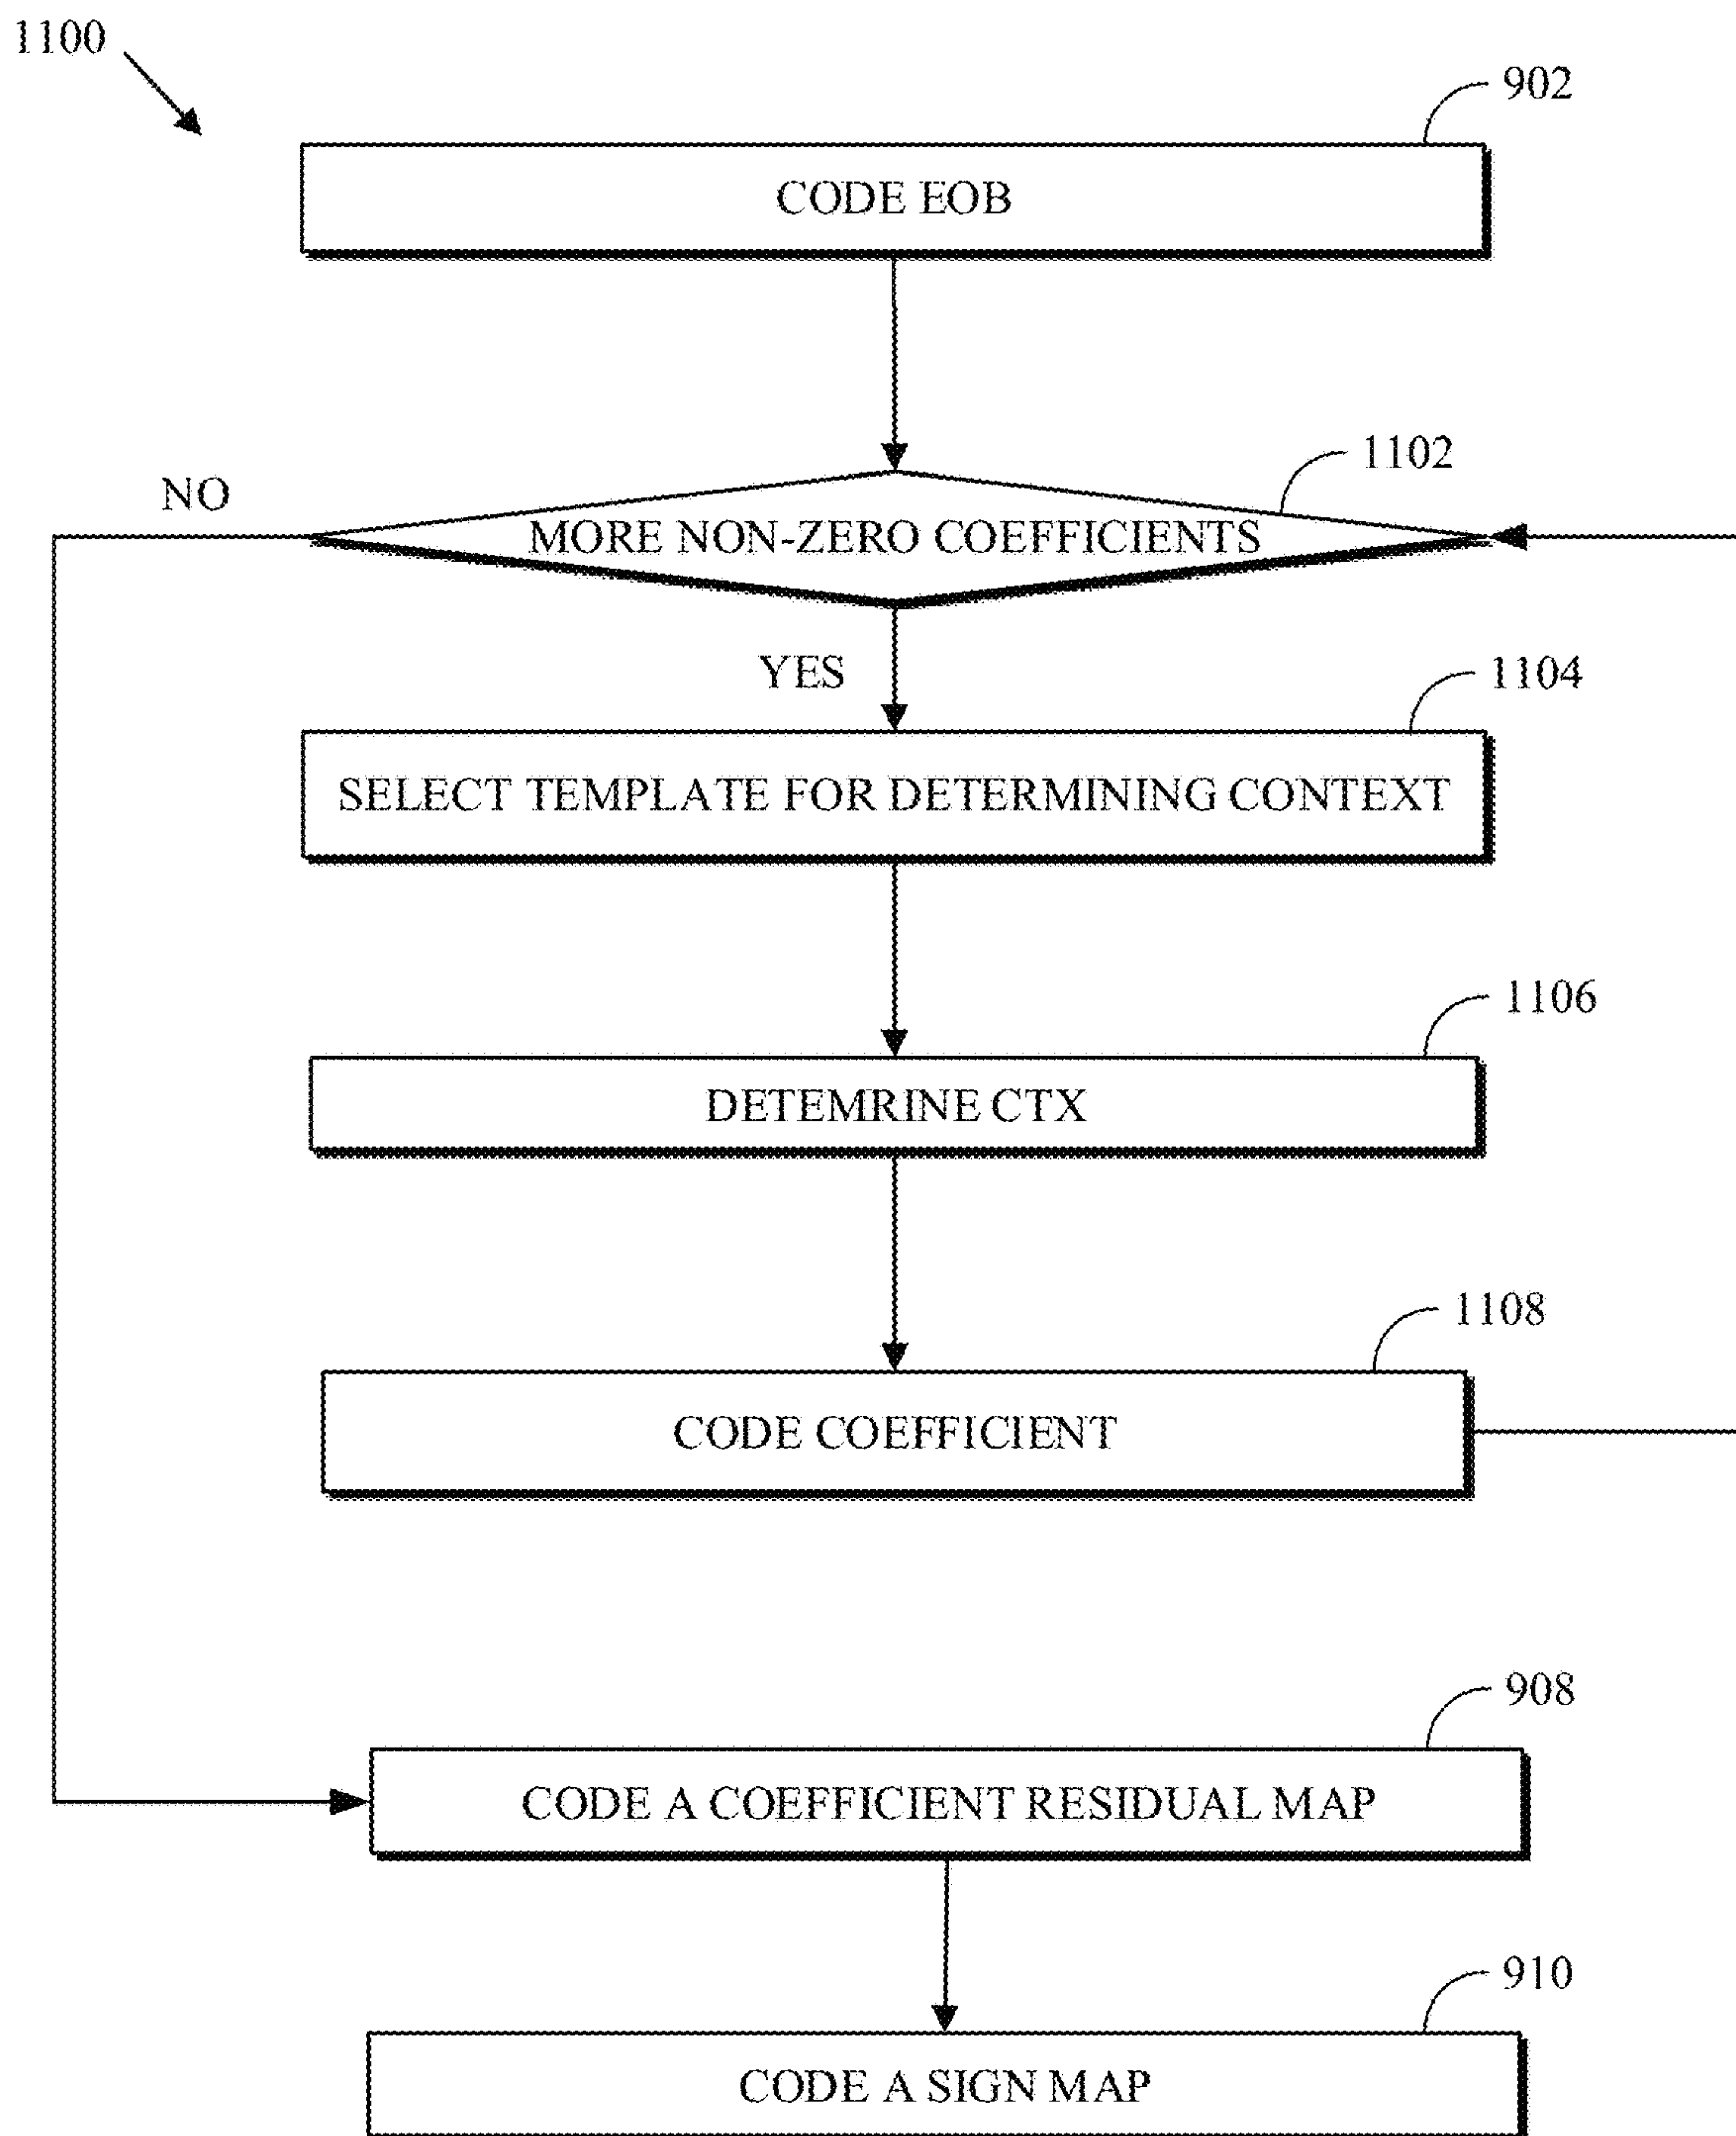 1100
902
CODE EOB
1102
NO
MORE NON-ZERO COEFFICIENTS
YES
1104
SELECT TEMPLATE FOR DETERMINING CONTEXT
1106
DETEMRINE CTX
1108
CODE COEFFICIENT
908
CODE A COEFFICIENT RESIDUAL MAP
910
CODE A SIGN MAP